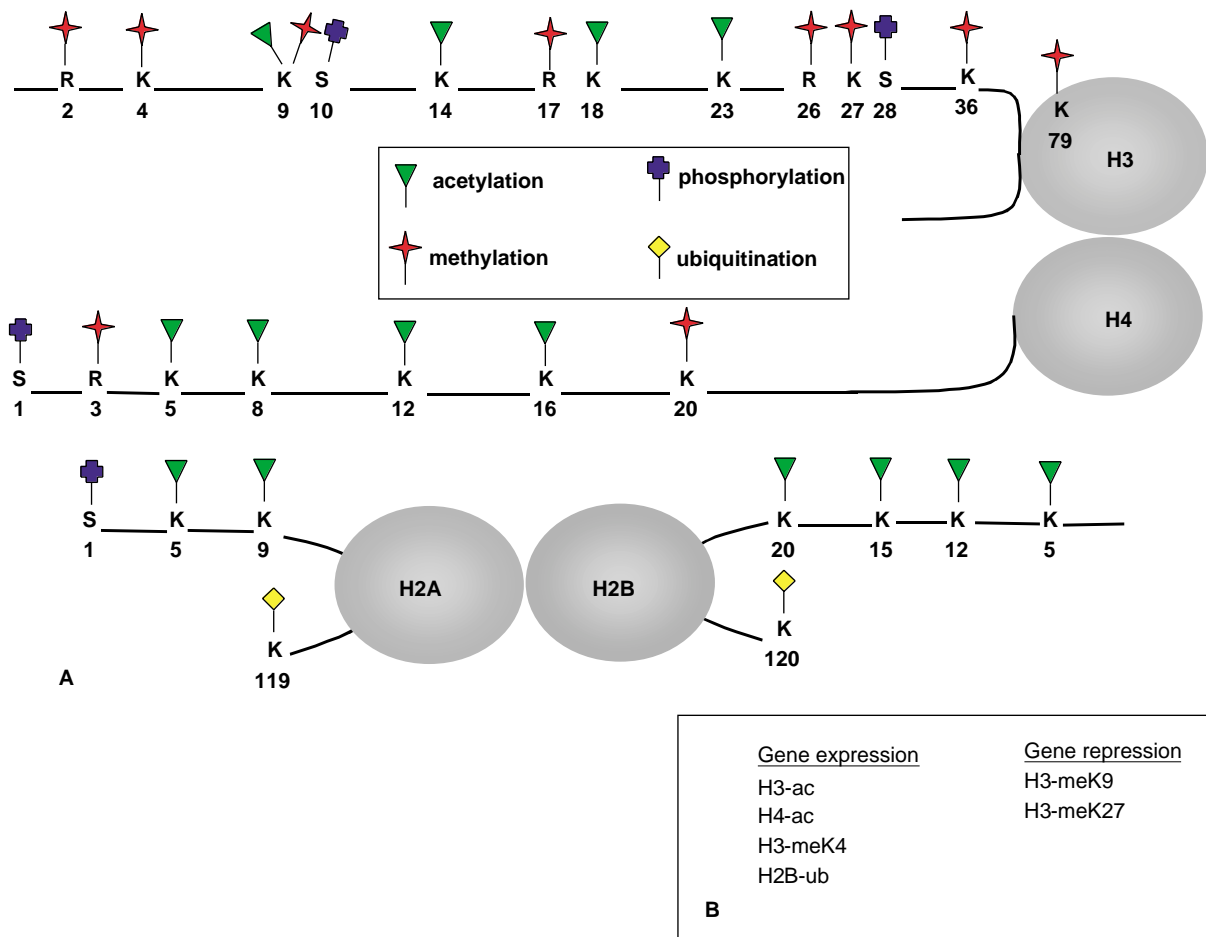 R K K S K R K K R K S K K
2 4 9 10 14 17 18 23 26 27 28 36 79
H3
acetylation phosphorylation
methylation ubiquitination
H4
S R K K K K K
1 3 5 8 12 16 20
S K K K K K K
1 5 9 20 15 12 5
H2A H2B
K K
119 120
A
Gene expression Gene repression
H3-ac H3-meK9
H4-ac H3-meK27
H3-meK4
H2B-ub
B